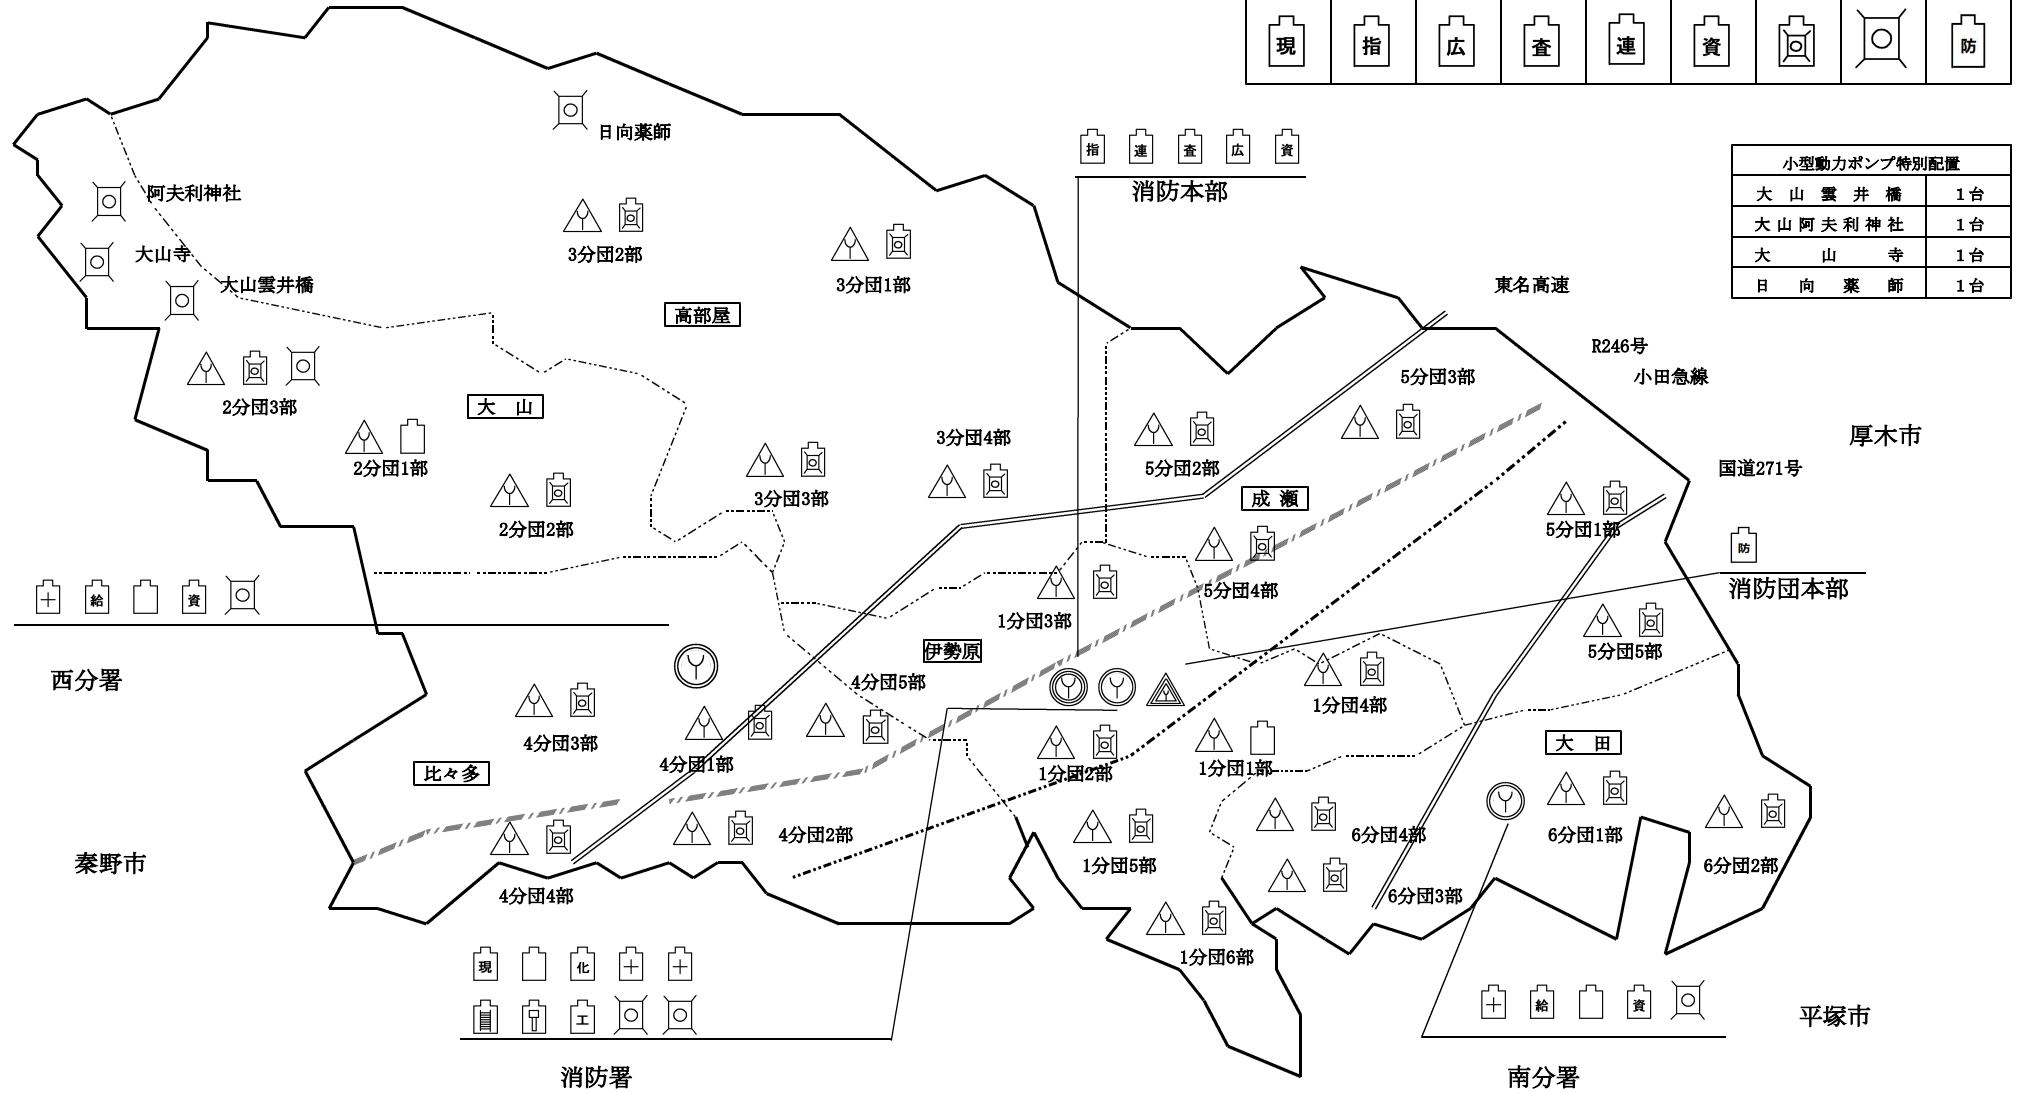 現 指 広 査 連 資 防
日向薬師
指 連 査 広 資
消防本部
小型動力ポンプ特別配置
大山雲井橋 1台
大山阿夫利神社 1台
大山寺 1台
日向薬師 1台
阿夫利神社
大山寺
大山雲井橋
3分団2部
3分団1部
東名高速
高部屋
R246号
小田急線
5分団3部
2分団3部
大 山
厚木市
3分団4部
2分団1部
5分団2部
国道271号
3分団3部
成 瀬
2分団2部
5分団1部
防
消防団本部
十 給 資
5分団4部
1分団3部
伊勢原
5分団5部
西分署
4分団5部
1分団4部
4分団3部
大 田
比々多
4分団1部
1分団2部
1分団1部
4分団2部
6分団4部
6分団1部
秦野市
1分団5部
6分団2部
4分団4部
6分団3部
1分団6部
現 化 十 十
工
十 給 資
平塚市
消防署
南分署